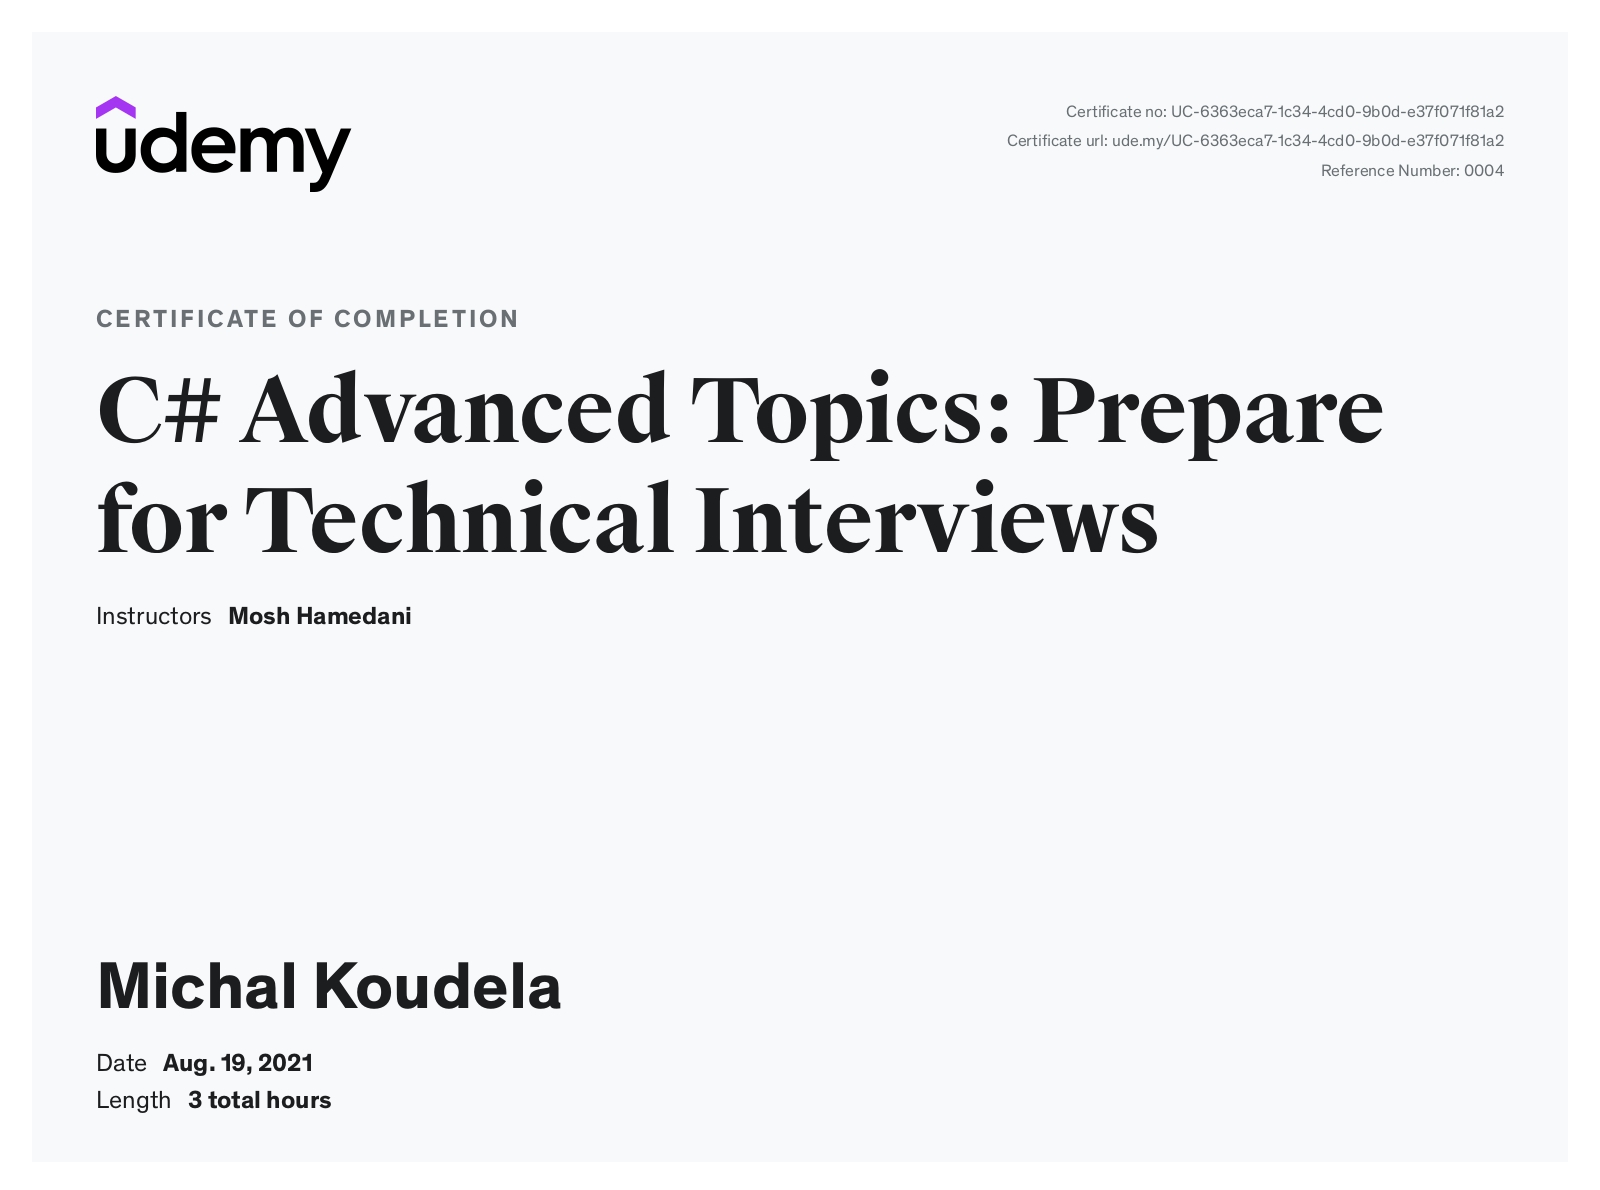 udemy
Certificate no: UC-6363eca7-1c34-4cd0-9b0d-e37f071f81a2
Certificate url: ude.my/UC-6363eca7-1c34-4cd0-9b0d-e37f071f81a2
Reference Number: 0004
CERTIFICATE OF COMPLETION
C# Advanced Topics: Prepare
for Technical Interviews
Instructors Mosh Hamedani
Michal Koudela
Date Aug. 19, 2021
Length 3 total hours